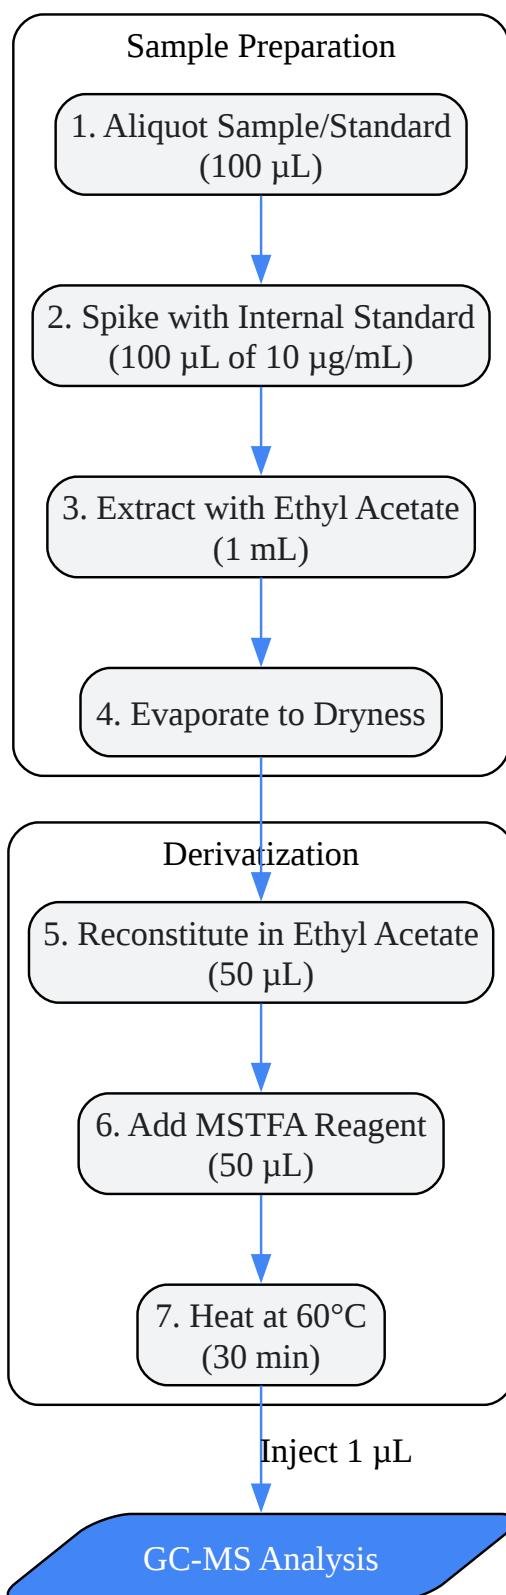 Sample Preparation
1. Aliquot Sample/Standard
(100 µL)
2. Spike with Internal Standard
(100 µL of 10 µg/mL)
3. Extract with Ethyl Acetate
(1 mL)
4. Evaporate to Dryness
Derivatization
5. Reconstitute in Ethyl Acetate
(50 µL)
6. Add MSTFA Reagent
(50 µL)
7. Heat at 60°C
(30 min)
Inject 1 µL
GC-MS Analysis